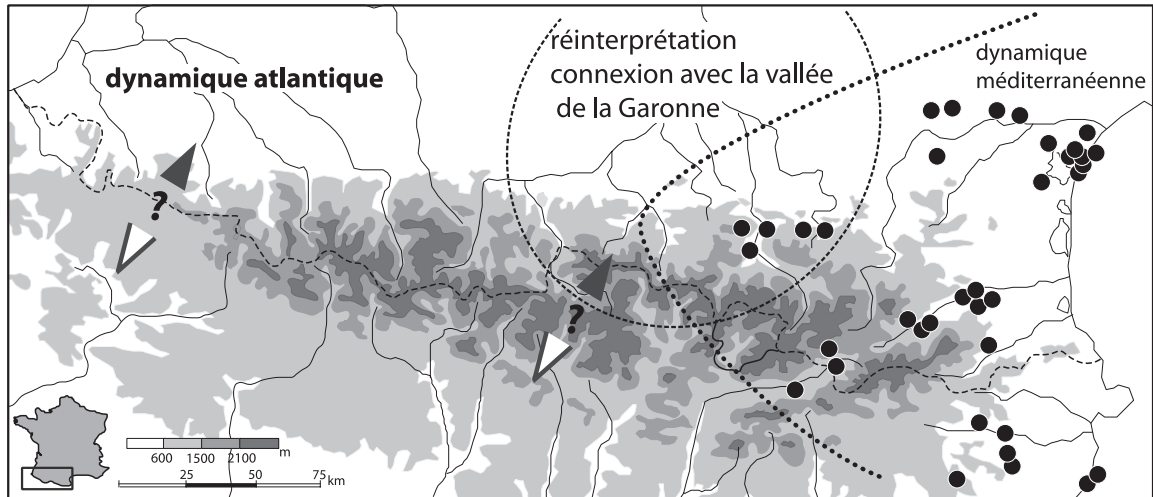 réinterprétation
connexion avec la vallée
de la Garonne
dynamique atlantique
dynamique
méditerranéenne
?
?
600 1500 2100 m
25 50 75 km